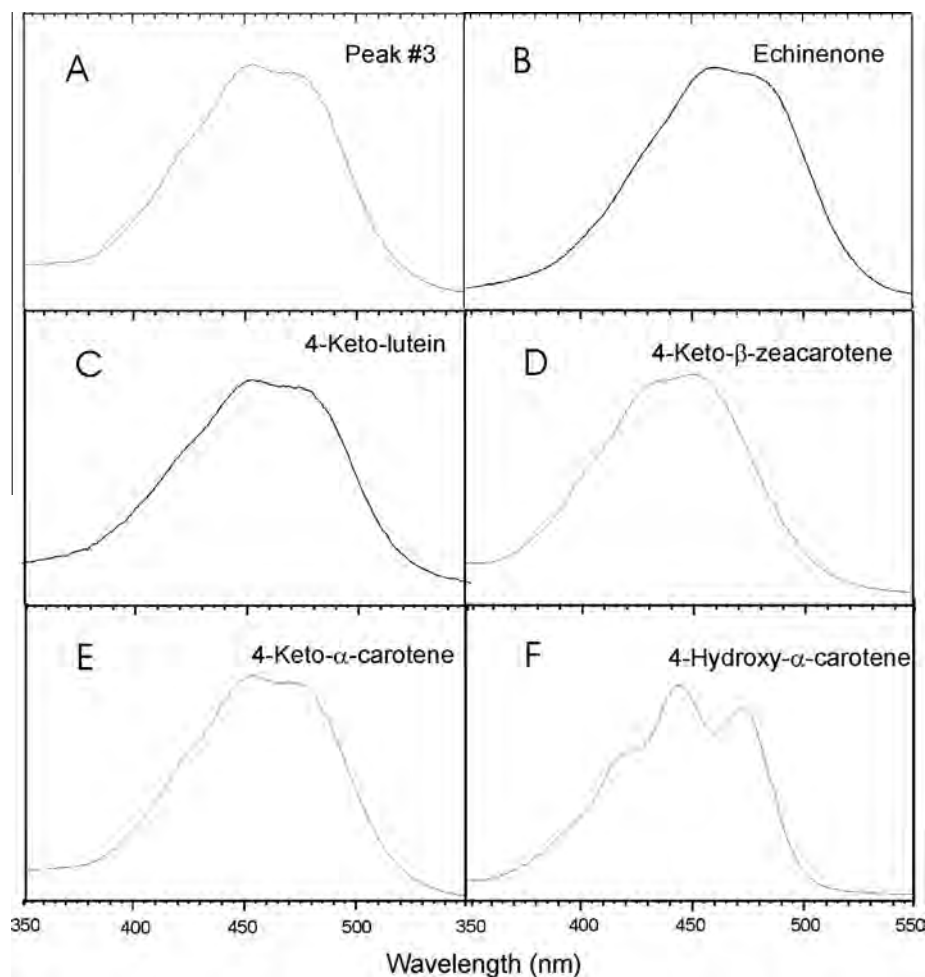 A
Peak #3
B
Echinenone
C
4-Keto-lutein
D
4-Keto-β-zeacarotene
E
4-Keto-α-carotene
F
4-Hydroxy-α-carotene
350 400 450 500 400 450 500 550
Wavelength (nm)